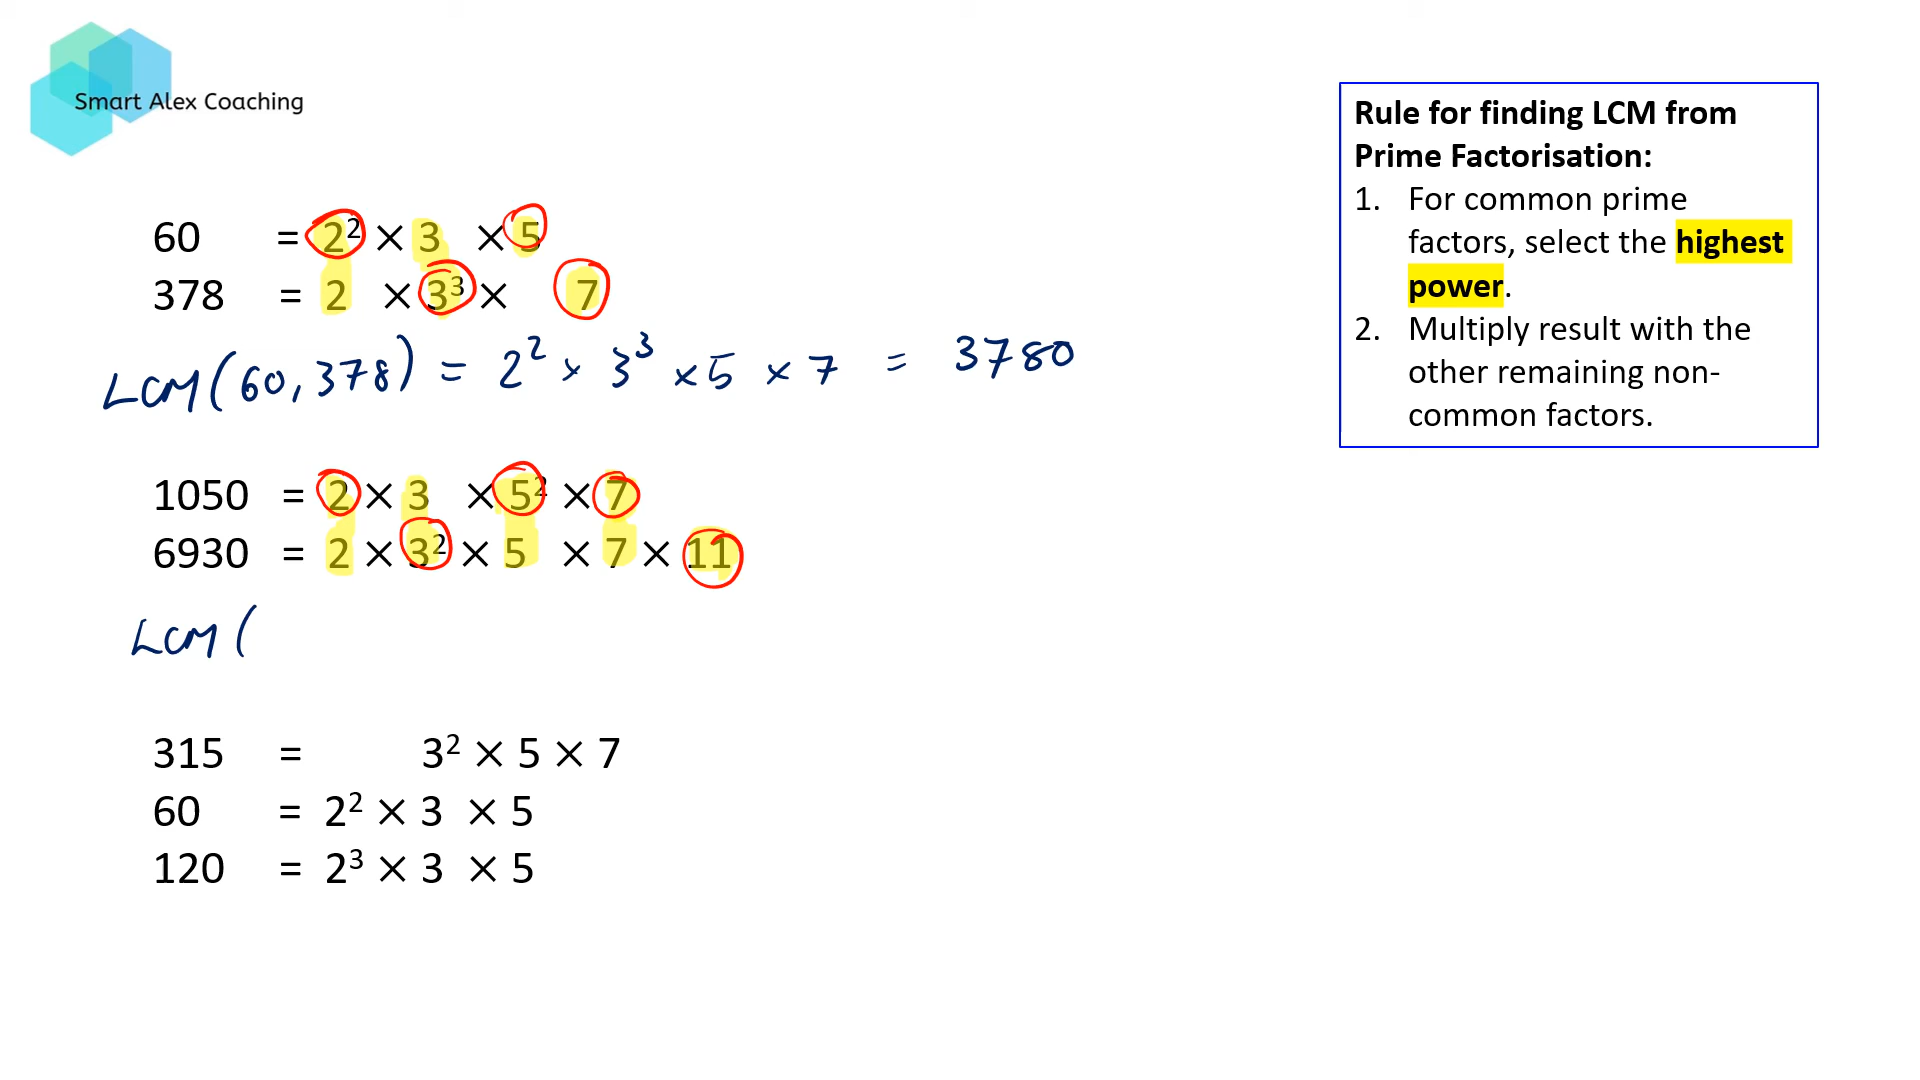 Smart Alex Coaching
Rule for finding LCM from
Prime Factorisation:
1. For common prime
factors, select the highest
power.
2. Multiply result with the
other remaining non-
common factors.
60 = 2² × 3 × 5
378 = 2 × 3³ × 7
LCM(60,378) = 2² × 3³ × 5 × 7 = 3780
1050 = 2 × 3 × 5² × 7
6930 = 2 × 3² × 5 × 7 × 11
LCM(
315 = 3² × 5 × 7
60 = 2² × 3 × 5
120 = 2³ × 3 × 5